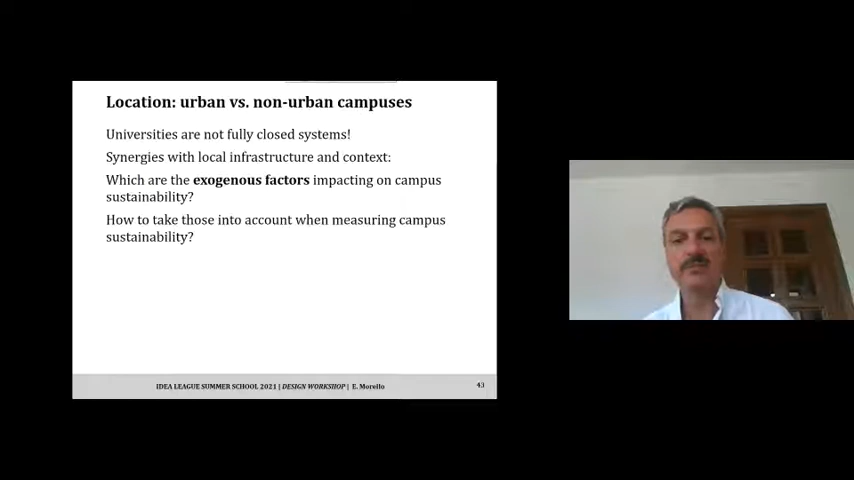 Location: urban vs. non-urban campuses
Universities are not fully closed systems!
Synergies with local infrastructure and context:
Which are the exogenous factors impacting on campus
sustainability?
How to take those into account when measuring campus
sustainability?
IDEA LEAGUE SUMMER SCHOOL 2021 | DESIGN WORKSHOP | E. Morello
43